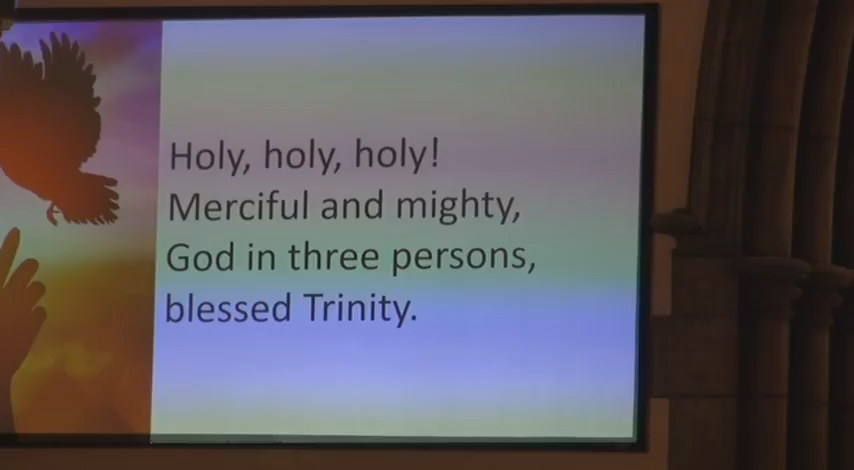 Holy, holy, holy!
Merciful and mighty,
God in three persons,
blessed Trinity.